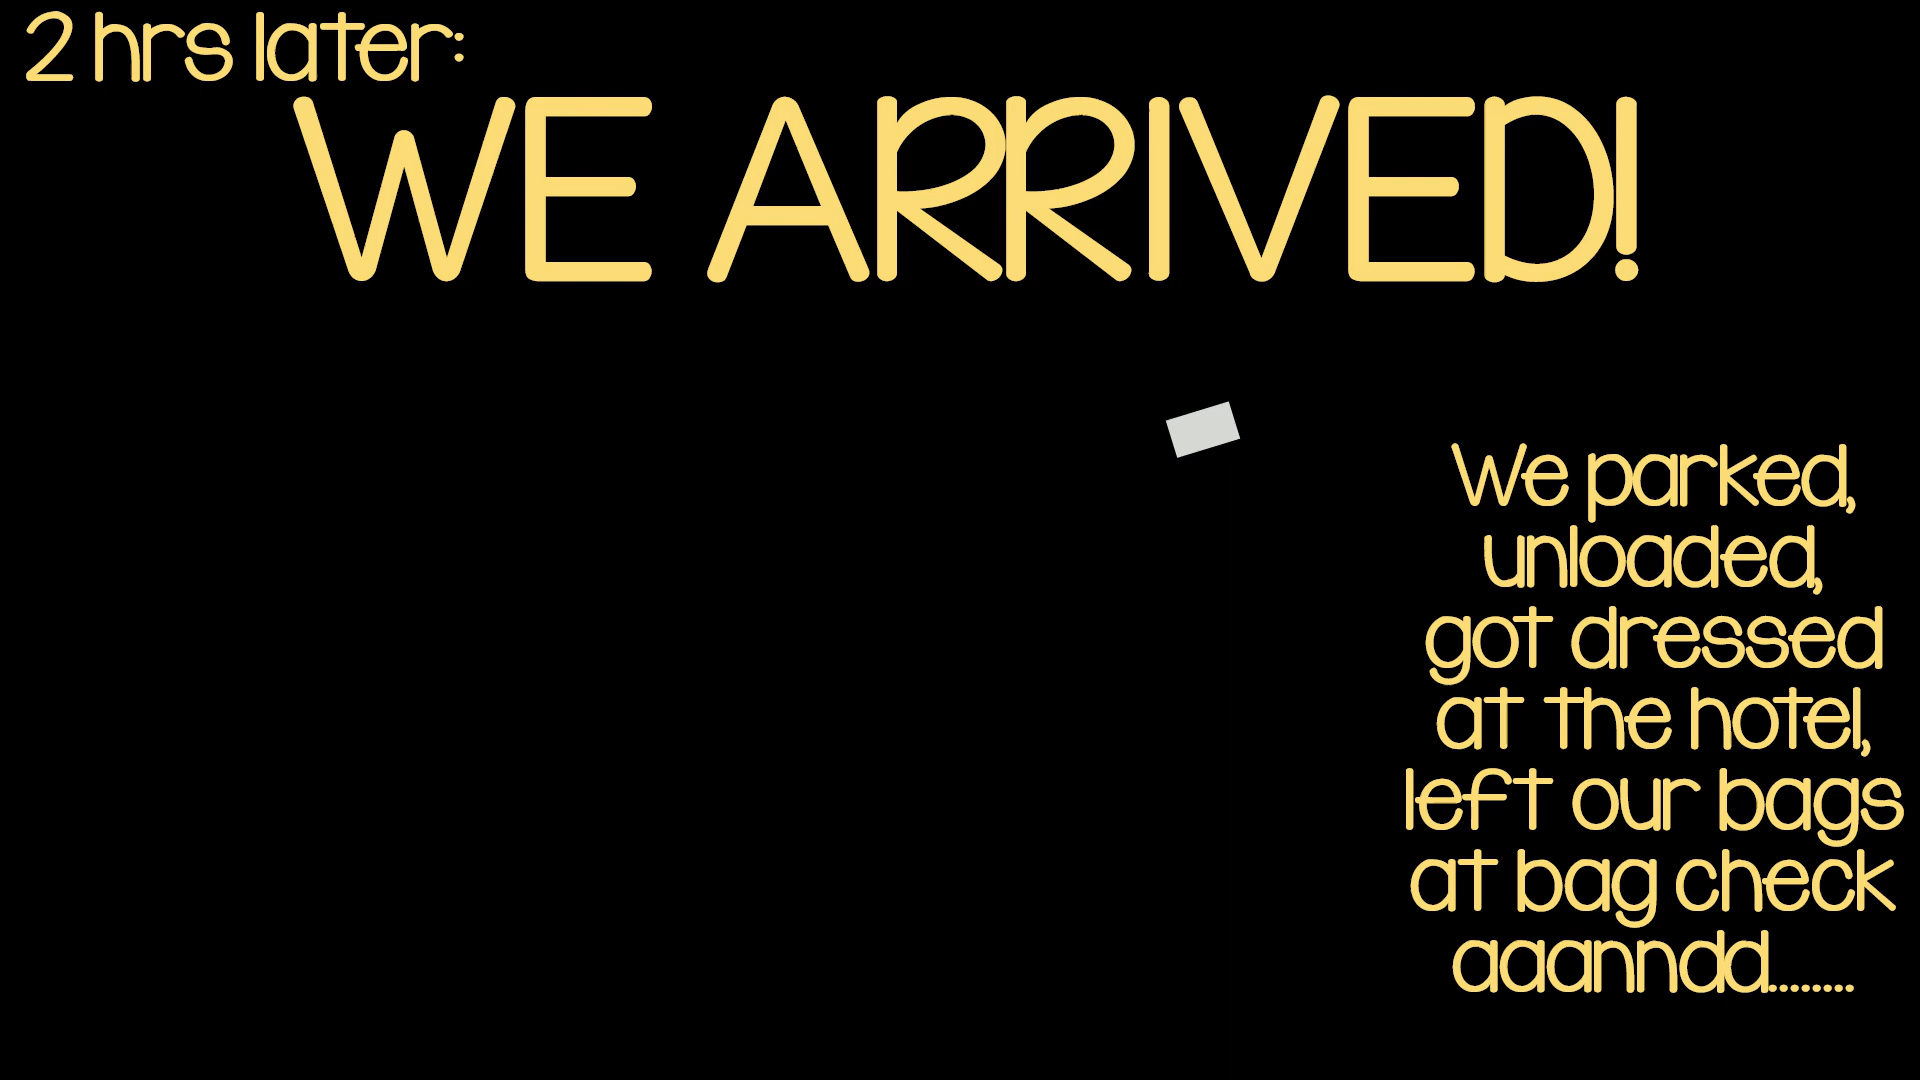 2 hrs later:
WE ARRIVED!
We parked,
unloaded,
got dressed
at the hotel,
left our bags
at bag check
aaanndd........